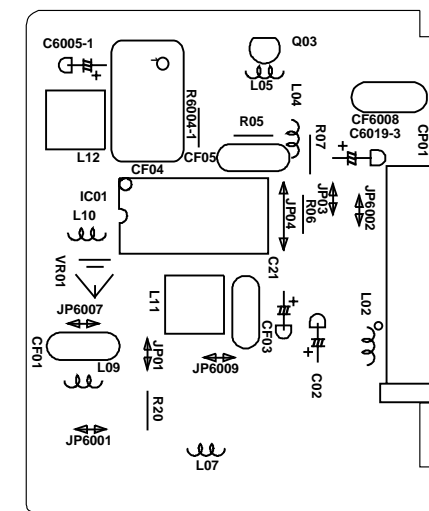 C6005-1
Q03
L05
R6004-1
L04
R05
R07
CF6008
C6019-3
CP01
L12
CF04
CF05
IC01
L10
JP04
R06
JP03
JP6002
VR01
C21
L11
JP6007
CF03
L02
CF01
L09
JP01
JP6009
C02
R20
JP6001
L07